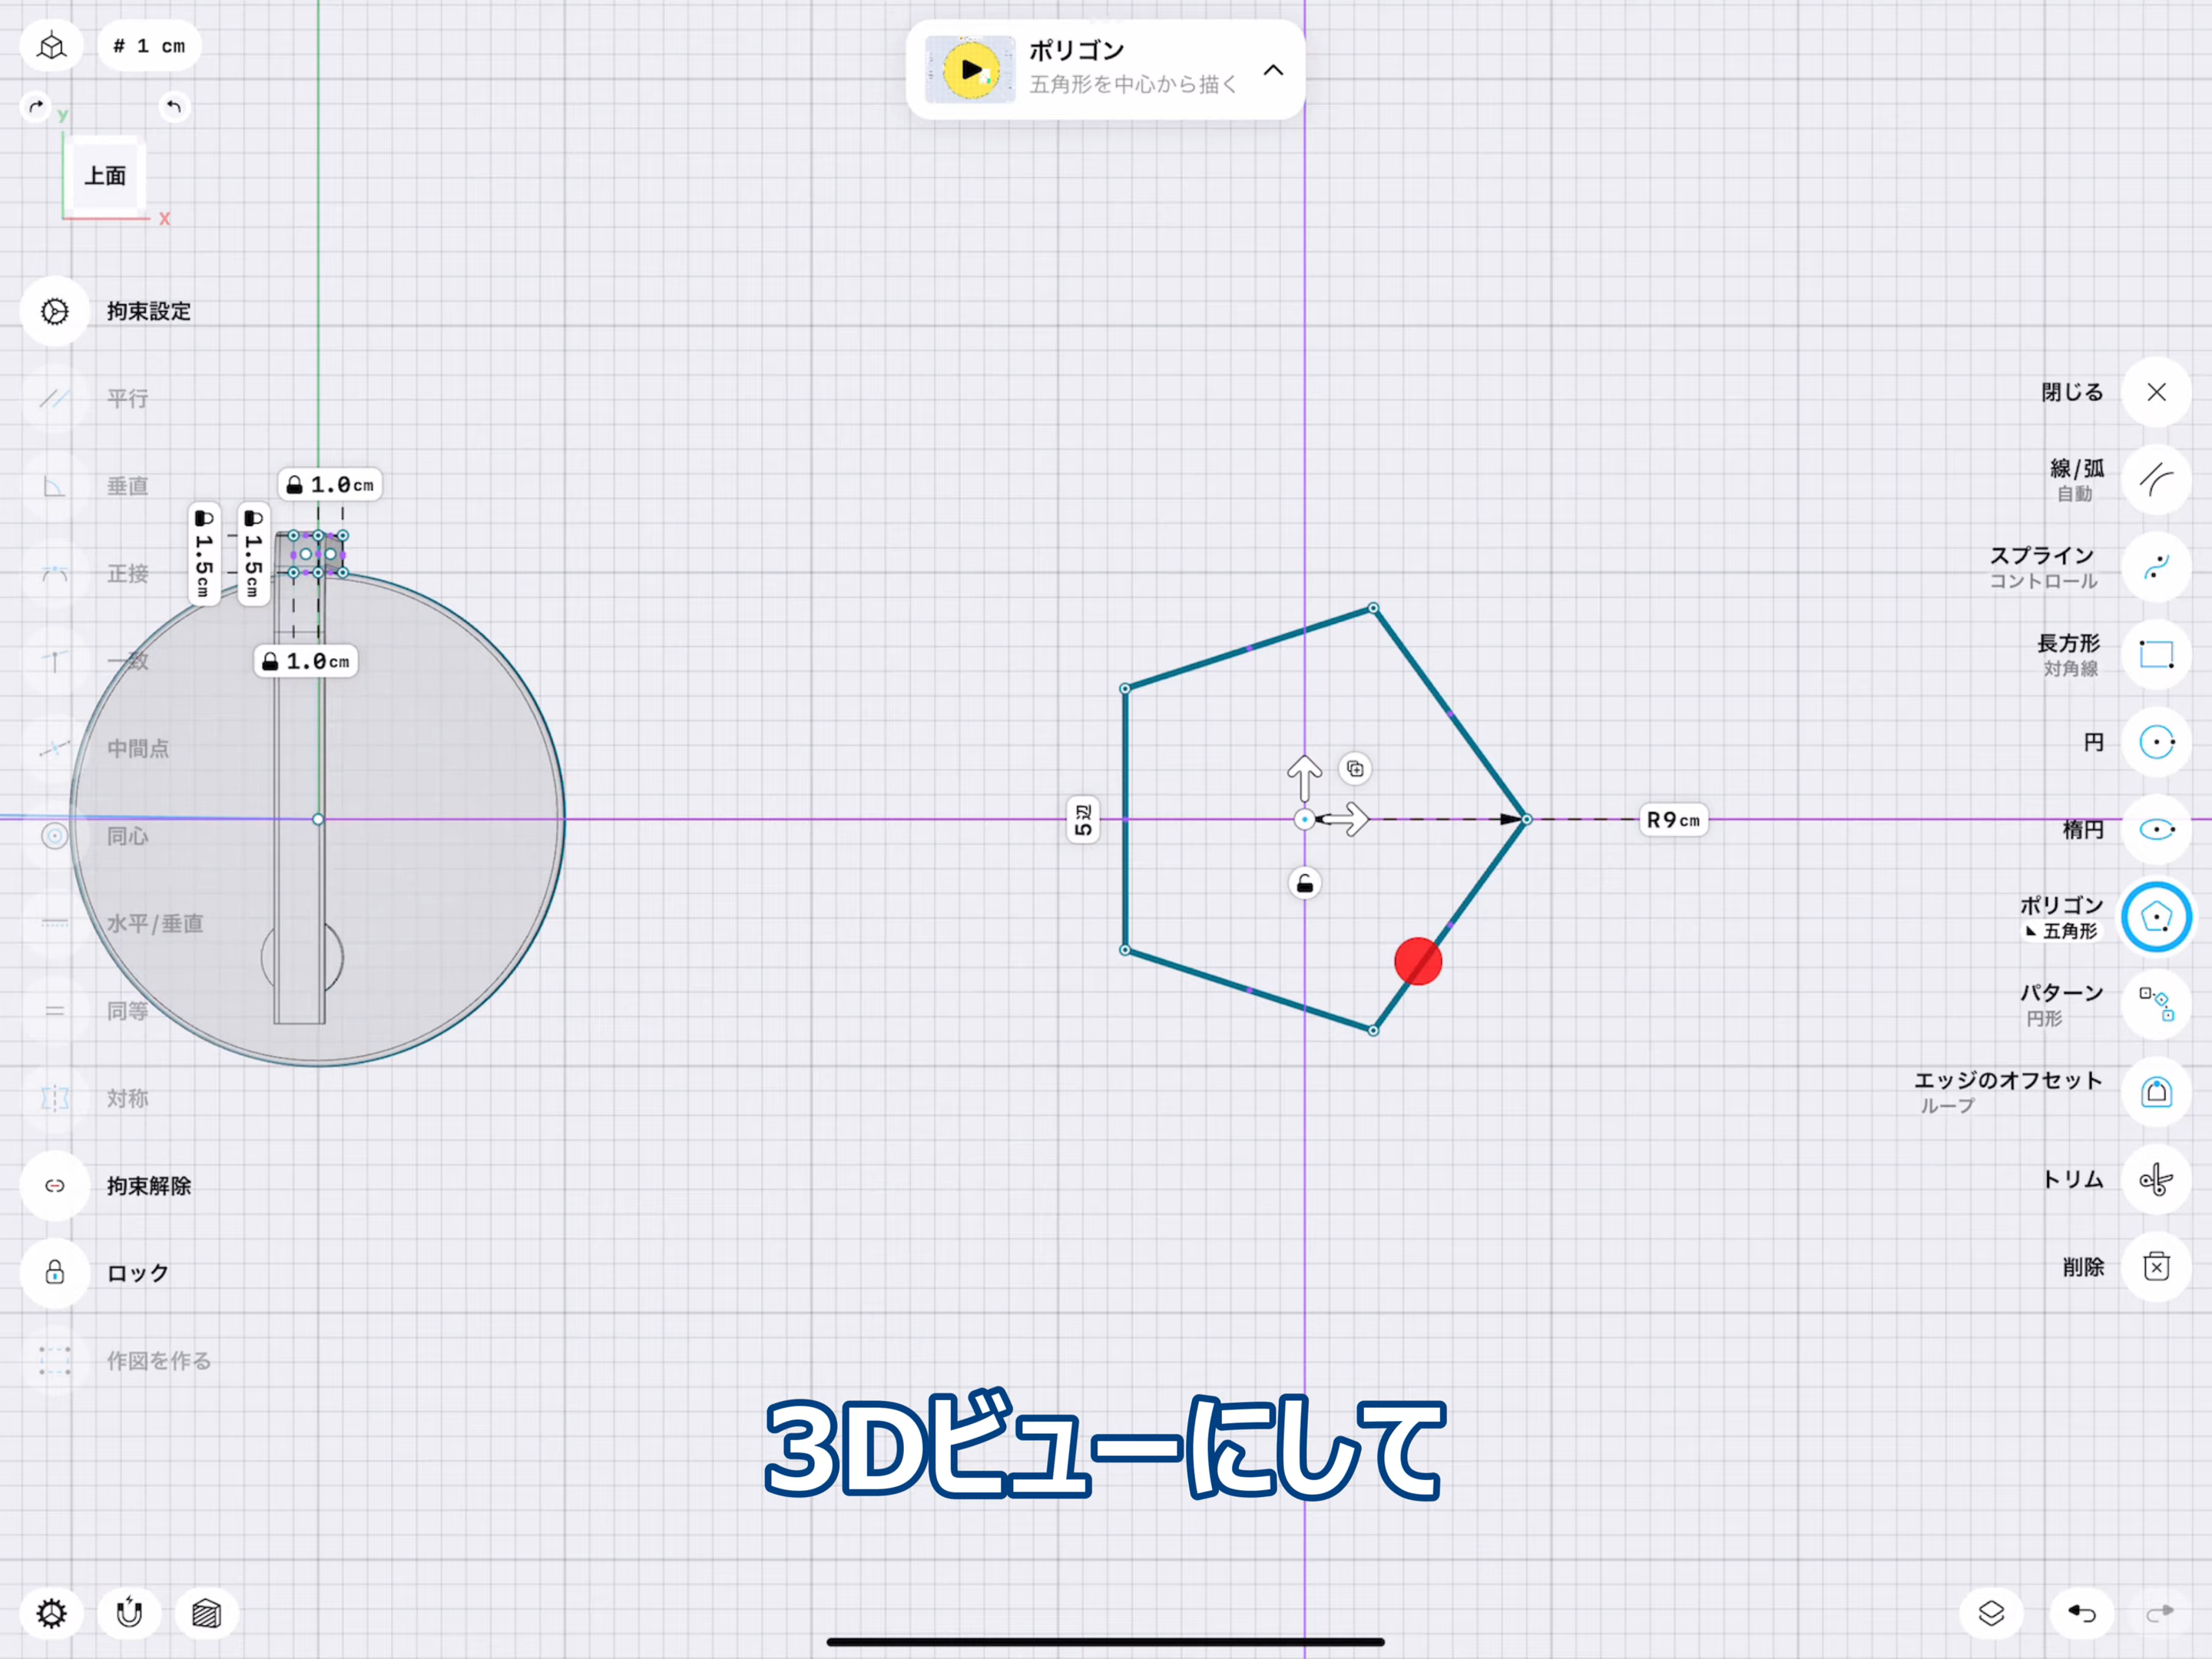 # 1 cm
ポリゴン
五角形を中心から描く
y
上面
X
拘束設定
平行
垂直
正接
一致
中間点
同心
水平/垂直
同等
対称
拘束解除
ロック
作図を作る
1.0cm
1.5cm
1.5cm
1.0cm
5辺
R9cm
閉じる
線/弧
自動
スプライン
コントロール
長方形
対角線
円
楕円
ポリゴン
五角形
パターン
円形
エッジのオフセット
ループ
トリム
削除
3Dビューにして